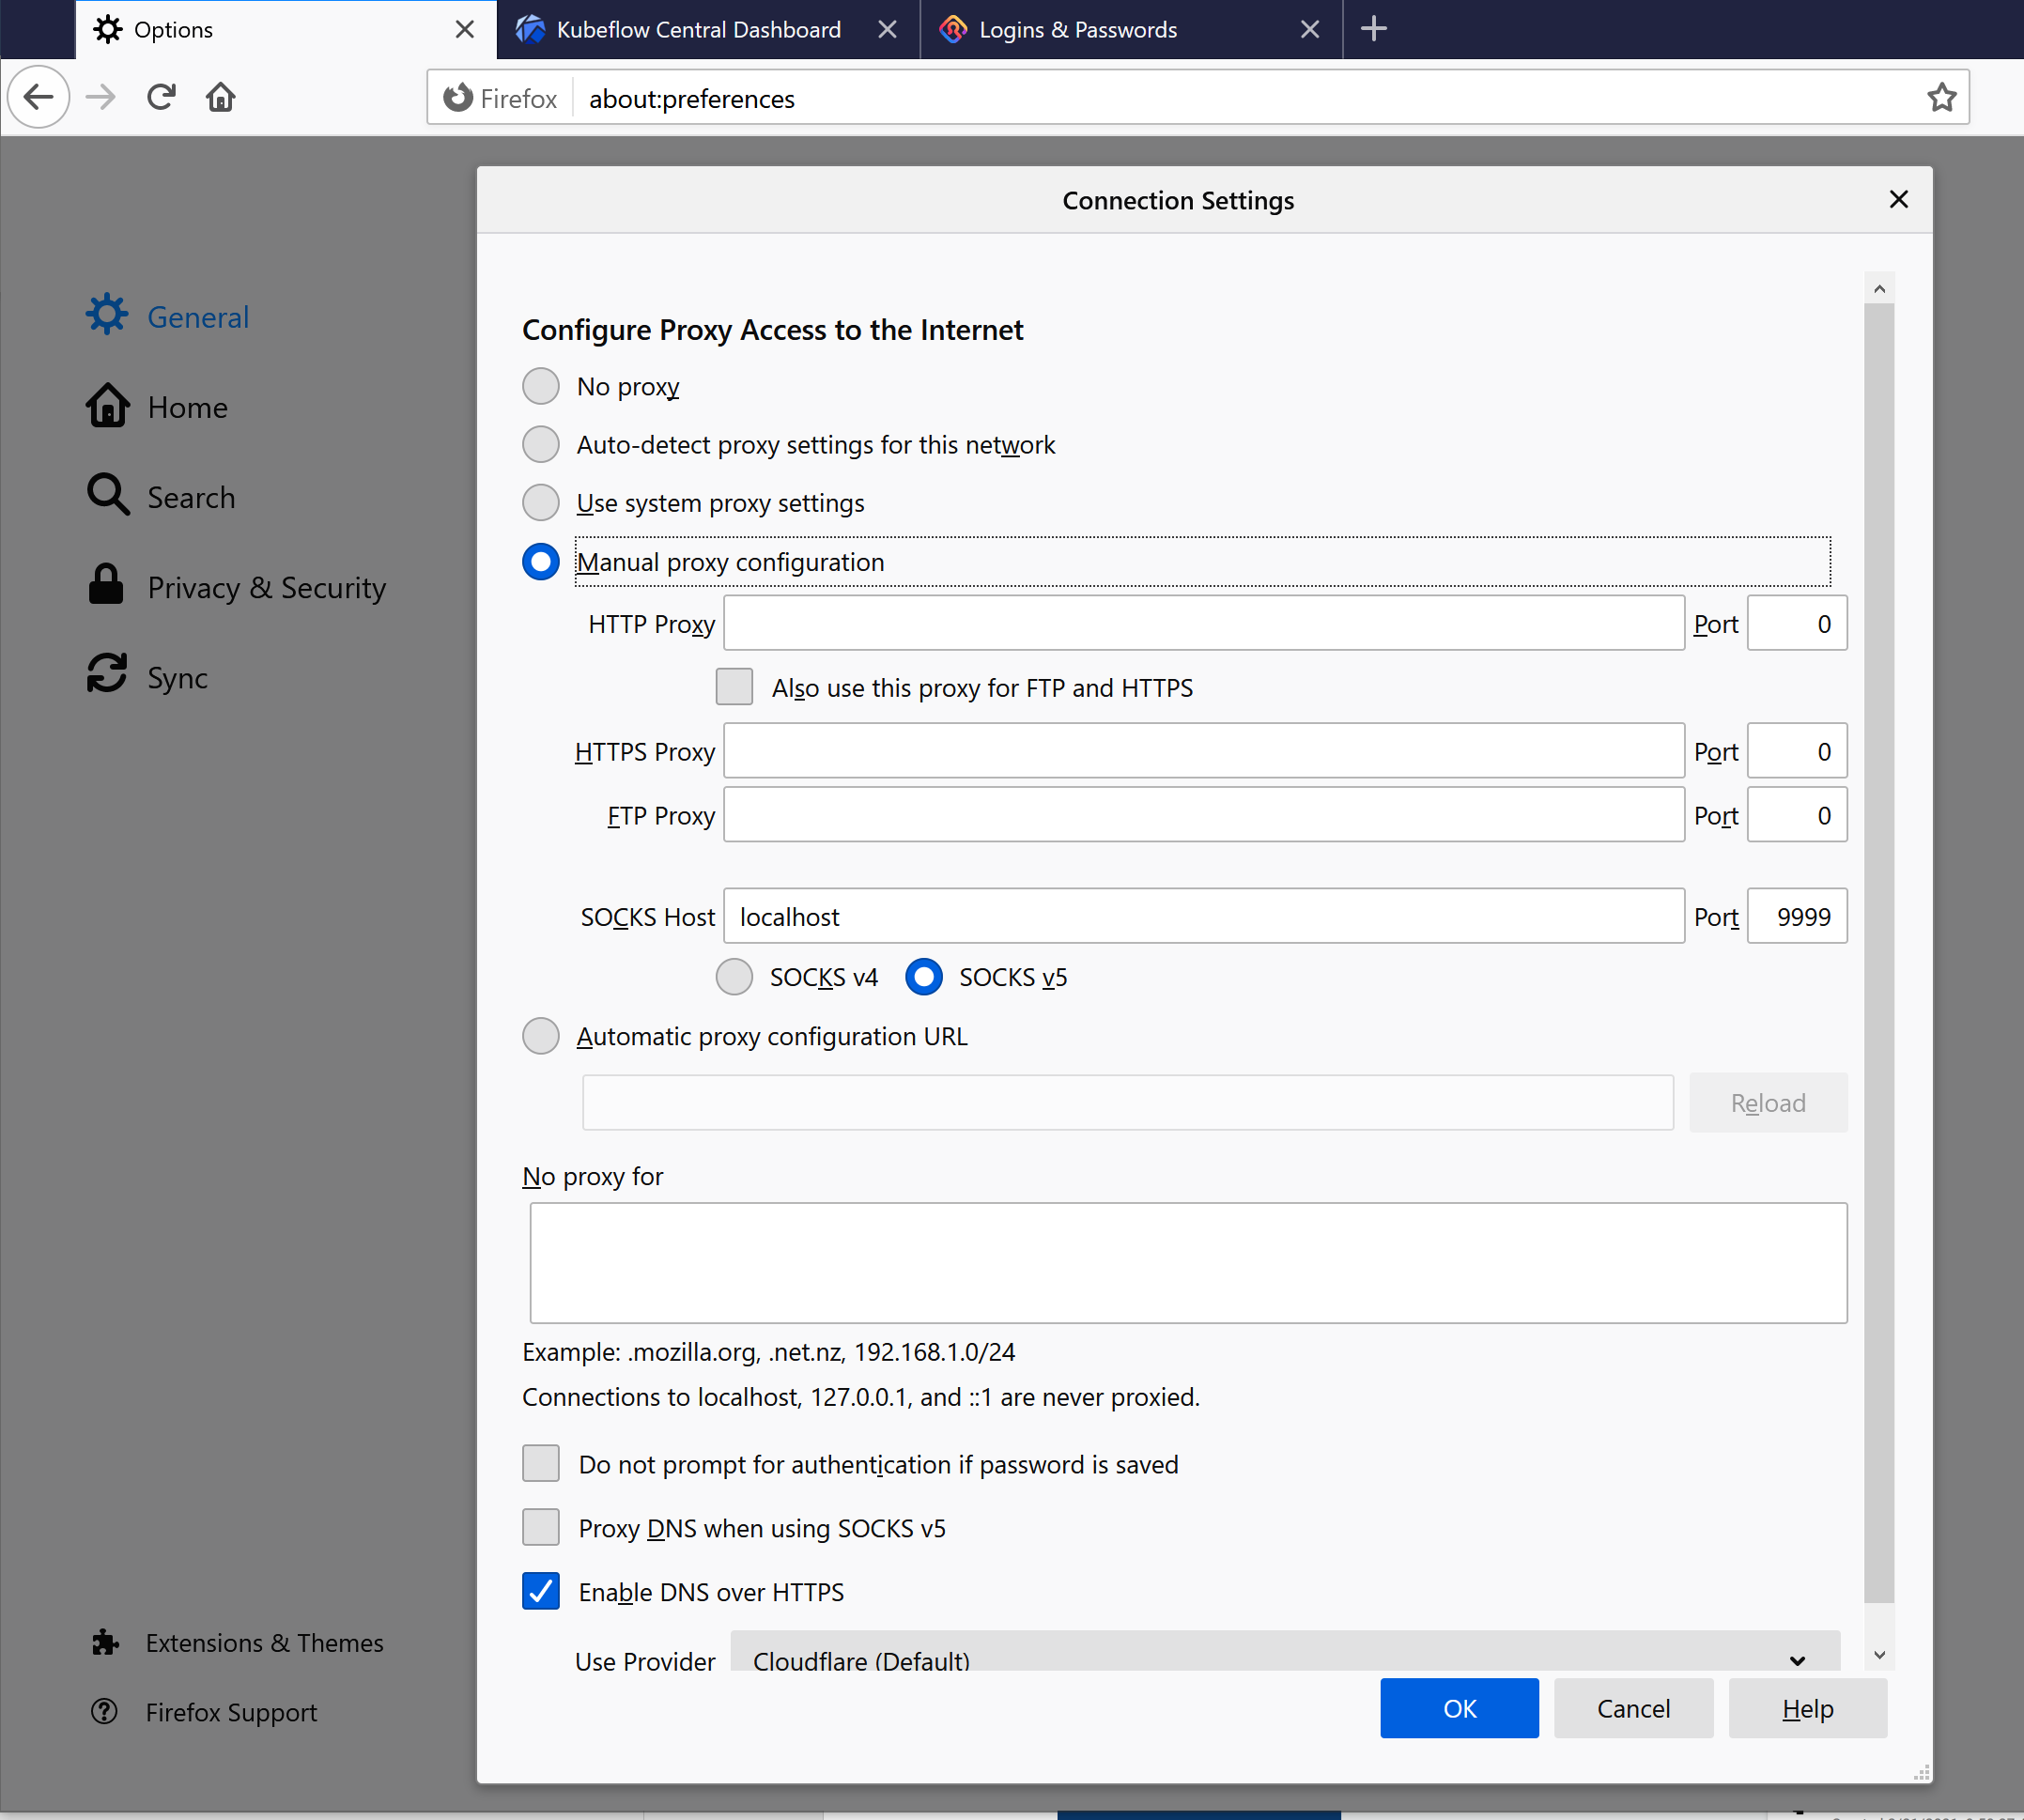 Options
Kubeflow Central Dashboard
Logins & Passwords
Firefox
about:preferences
Connection Settings
General
Home
Search
Privacy & Security
Sync
Extensions & Themes
Firefox Support
Configure Proxy Access to the Internet
No proxy
Auto-detect proxy settings for this network
Use system proxy settings
Manual proxy configuration
HTTP Proxy Port 0
Also use this proxy for FTP and HTTPS
HTTPS Proxy Port 0
FTP Proxy Port 0
SOCKS Host localhost Port 9999
SOCKS v4 SOCKS v5
Automatic proxy configuration URL
Reload
No proxy for
Example: .mozilla.org, .net.nz, 192.168.1.0/24
Connections to localhost, 127.0.0.1, and ::1 are never proxied.
Do not prompt for authentication if password is saved
Proxy DNS when using SOCKS v5
Enable DNS over HTTPS
Use Provider Cloudflare (Default)
OK Cancel Help